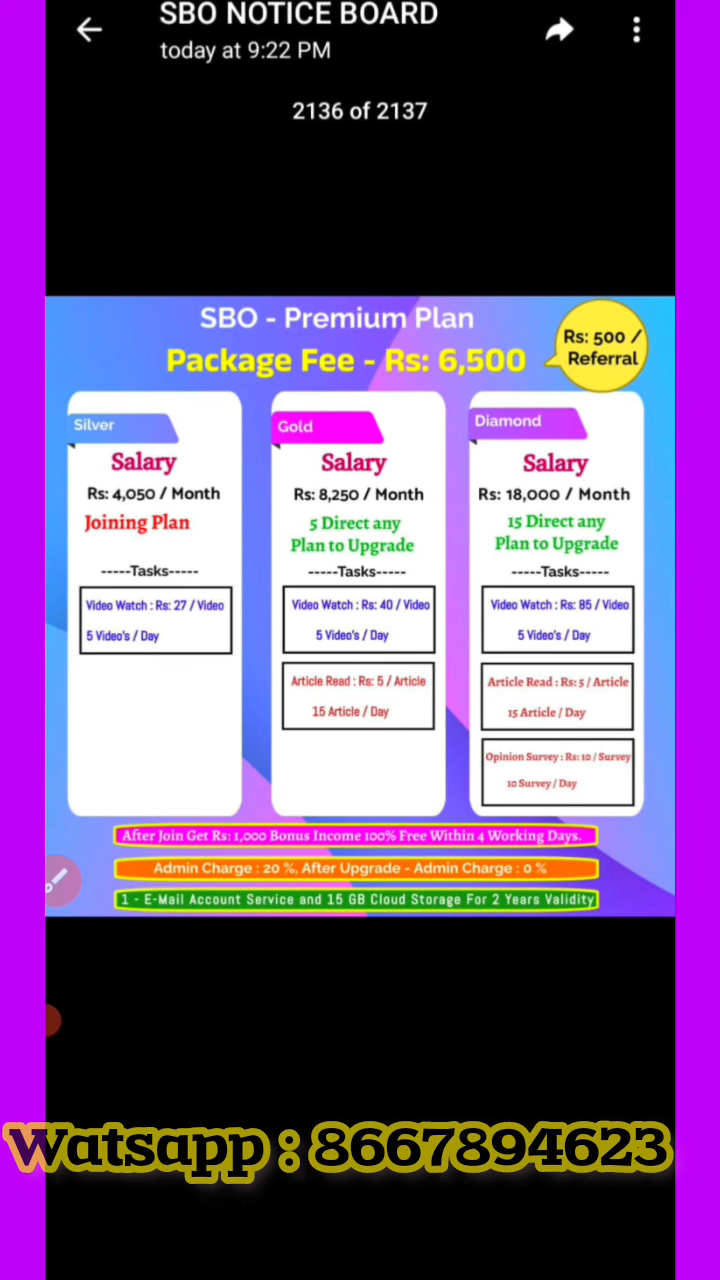 SBO NOTICE BOARD
today at 9:22 PM
2136 of 2137
SBO - Premium Plan
Package Fee - Rs: 6,500
Rs: 500 /
Referral
Silver
Salary
Rs: 4,050 / Month
Joining Plan
-----Tasks-----
Video Watch : Rs: 27 / Video
5 Video's / Day
Gold
Salary
Rs: 8,250 / Month
5 Direct any
Plan to Upgrade
-----Tasks-----
Video Watch : Rs: 40 / Video
5 Video's / Day
Article Read : Rs: 5 / Article
15 Article / Day
Diamond
Salary
Rs: 18,000 / Month
15 Direct any
Plan to Upgrade
-----Tasks-----
Video Watch : Rs: 85 / Video
5 Video's / Day
Article Read : Rs: 5 / Article
15 Article / Day
Opinion Survey : Rs: 10 / Survey
10 Survey / Day
After Join Get Rs: 1,000 Bonus Income 100% Free Within 4 Working Days.
Admin Charge : 20 %, After Upgrade - Admin Charge : 0 %
1 - E-Mail Account Service and 15 GB Cloud Storage For 2 Years Validity
Watsapp : 8667894623